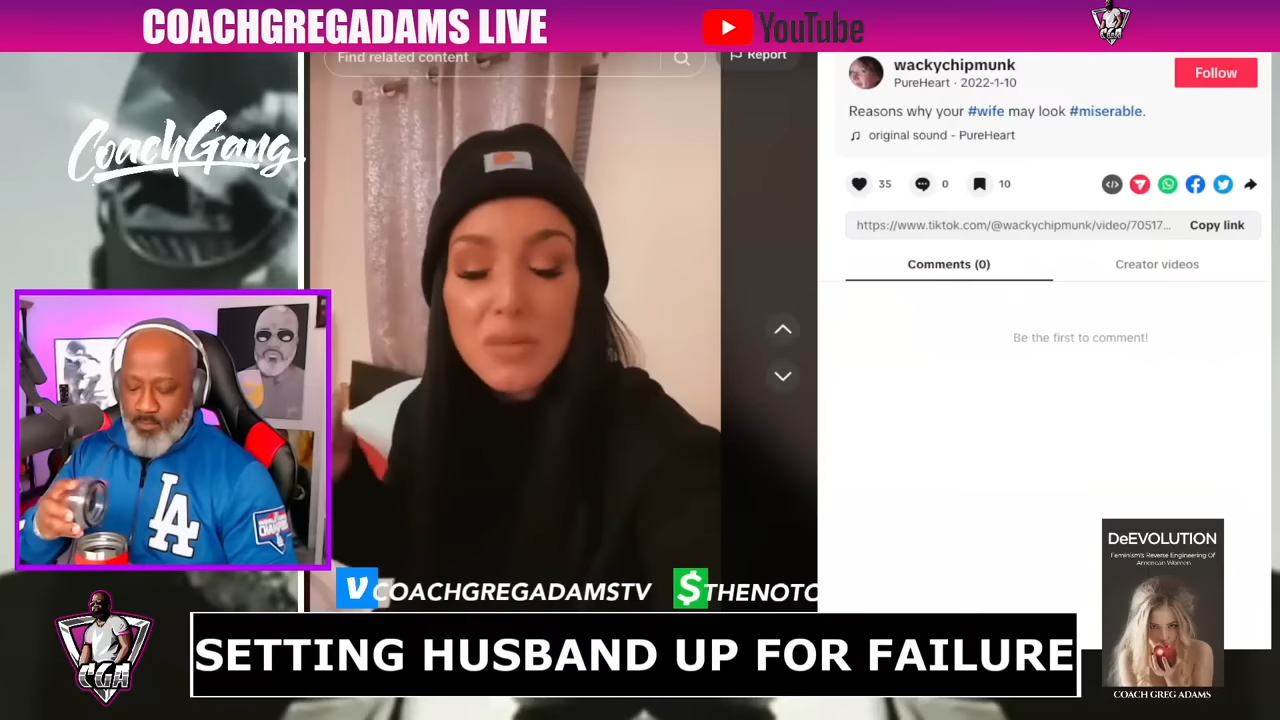 COACHGREGADAMS LIVE
YouTube
CGA
CoachGang
Find related content
Report
wackychipmunk
PureHeart · 2022-1-10
Follow
Reasons why your #wife may look #miserable.
original sound - PureHeart
35
0
10
https://www.tiktok.com/@wackychipmunk/video/70517...
Copy link
Comments (0)
Creator videos
Be the first to comment!
LA
CHAMPIONS
COACHGREGADAMSTV
$THENOTO
SETTING HUSBAND UP FOR FAILURE
CGA
DeEVOLUTION
Feminism's Reverse Engineering Of
American Women
COACH GREG ADAMS